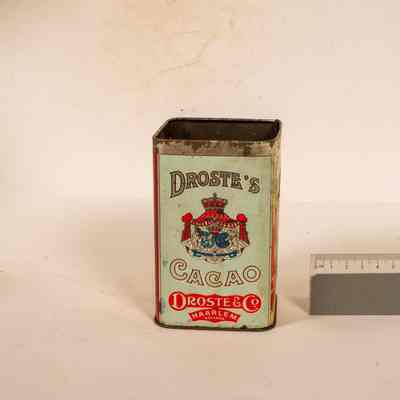 DROSTE'S
CACAO
DROSTE & Co
HAARLEM